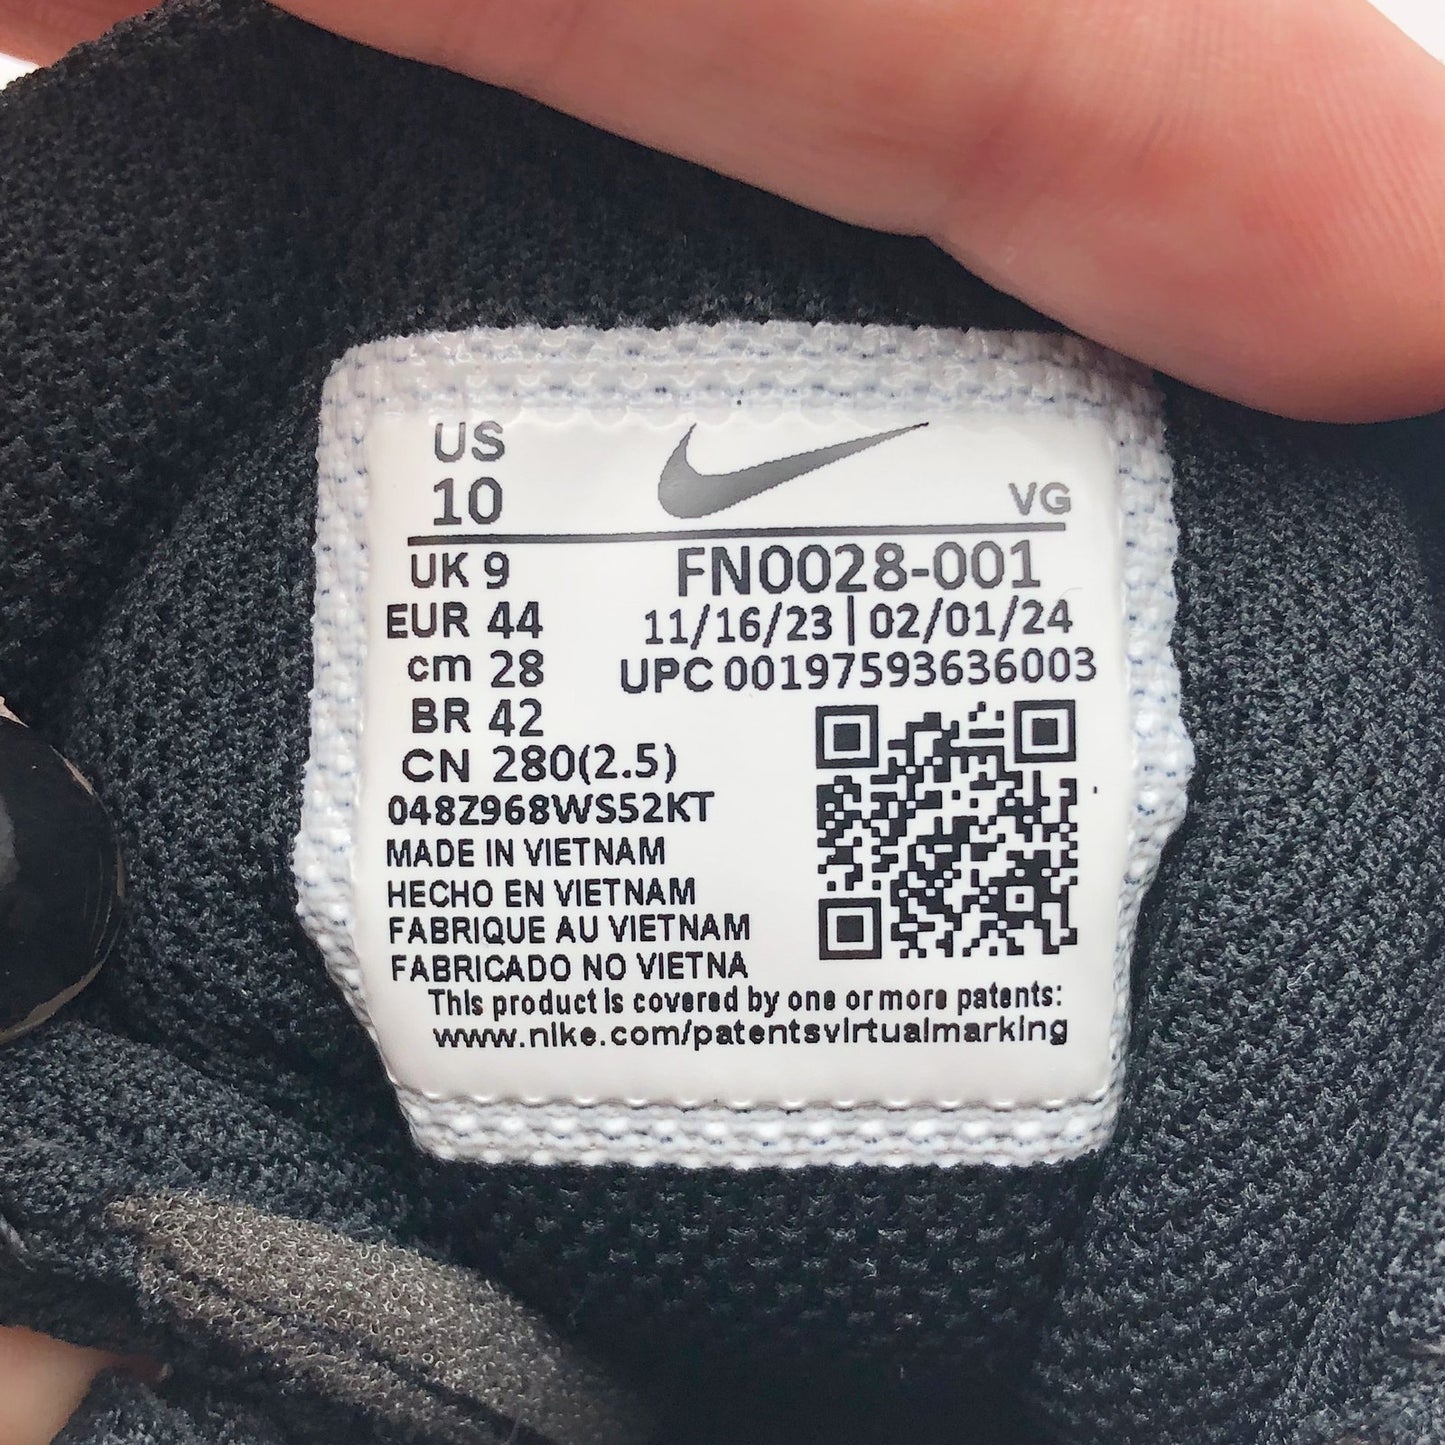 US
10
VG
UK 9
FN0028-001
EUR 44
11/16/23 | 02/01/24
cm 28
UPC 00197593636003
BR 42
CN 280(2.5)
048Z968WS52KT
MADE IN VIETNAM
HECHO EN VIETNAM
FABRIQUE AU VIETNAM
FABRICADO NO VIETNA
This product is covered by one or more patents:
www.nike.com/patentsvirtualmarking